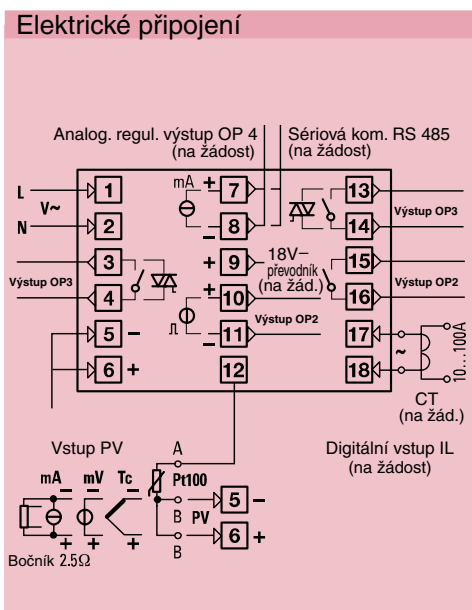 Elektrické připojení
Analog. regul. výstup OP 4
(na žádost)
Sériová kom. RS 485
(na žádost)
L
V~
N
1
2
3
4
5 −
6 +
Výstup OP3
mA + 7
− 8
+ 9
+ 10
− 11
12
18V−
převodník
(na žád.)
Výstup OP2
13
14
15
16
17
18
Výstup OP3
Výstup OP2
~
10...100A
CT
(na žád.)
Vstup PV
Digitální vstup IL
(na žádost)
mA mV Tc
− − −
+ + +
Bočník 2.5Ω
A
Pt100
B PV
B
5 −
6 +